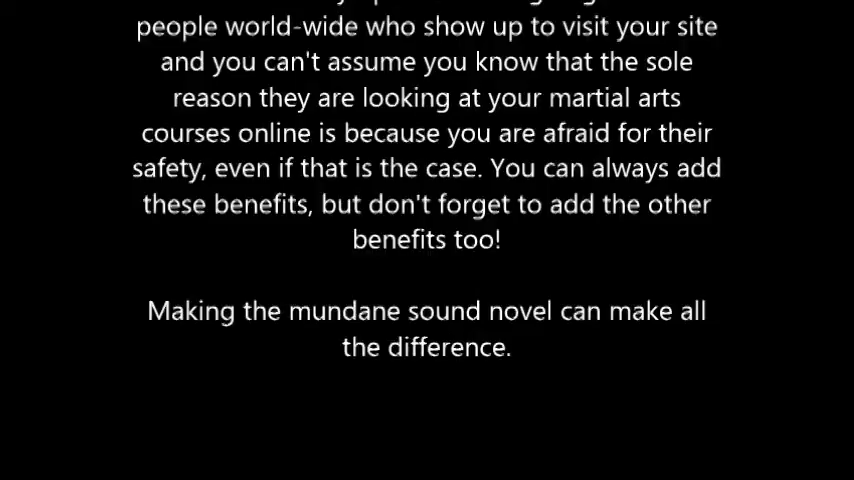 people world-wide who show up to visit your site
and you can't assume you know that the sole
reason they are looking at your martial arts
courses online is because you are afraid for their
safety, even if that is the case. You can always add
these benefits, but don't forget to add the other
benefits too!
Making the mundane sound novel can make all
the difference.